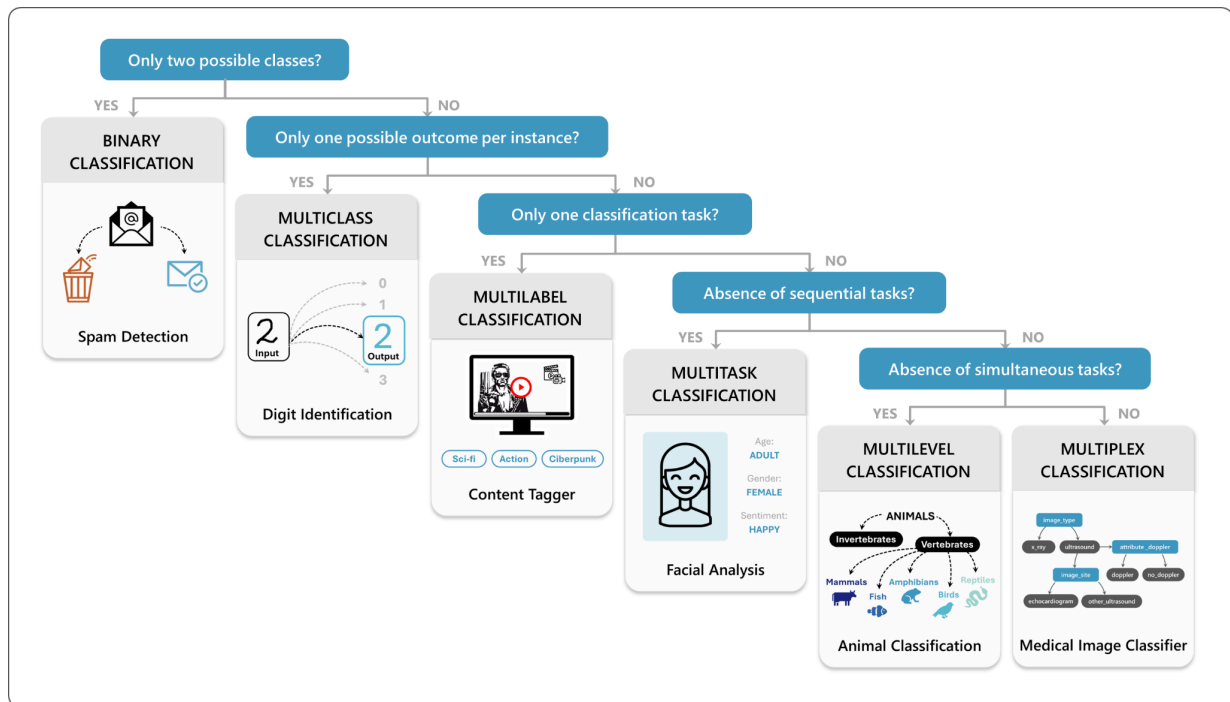 Only two possible classes?
YES
NO
BINARY
CLASSIFICATION
@
Spam Detection
Only one possible outcome per instance?
YES
NO
MULTICLASS
CLASSIFICATION
0
1
2
Input
2
Output
3
Digit Identification
Only one classification task?
YES
NO
MULTILABEL
CLASSIFICATION
Sci-fi
Action
Ciberpunk
Content Tagger
Absence of sequential tasks?
YES
NO
MULTITASK
CLASSIFICATION
Age:
ADULT
Gender:
FEMALE
Sentiment:
HAPPY
Facial Analysis
Absence of simultaneous tasks?
YES
NO
MULTILEVEL
CLASSIFICATION
ANIMALS
Invertebrates
Vertebrates
Mammals
Fish
Amphibians
Birds
Reptiles
Animal Classification
MULTIPLEX
CLASSIFICATION
image_type
x_ray
ultrasound
attribute_doppler
image_site
doppler
no_doppler
echocardiogram
other_ultrasound
Medical Image Classifier